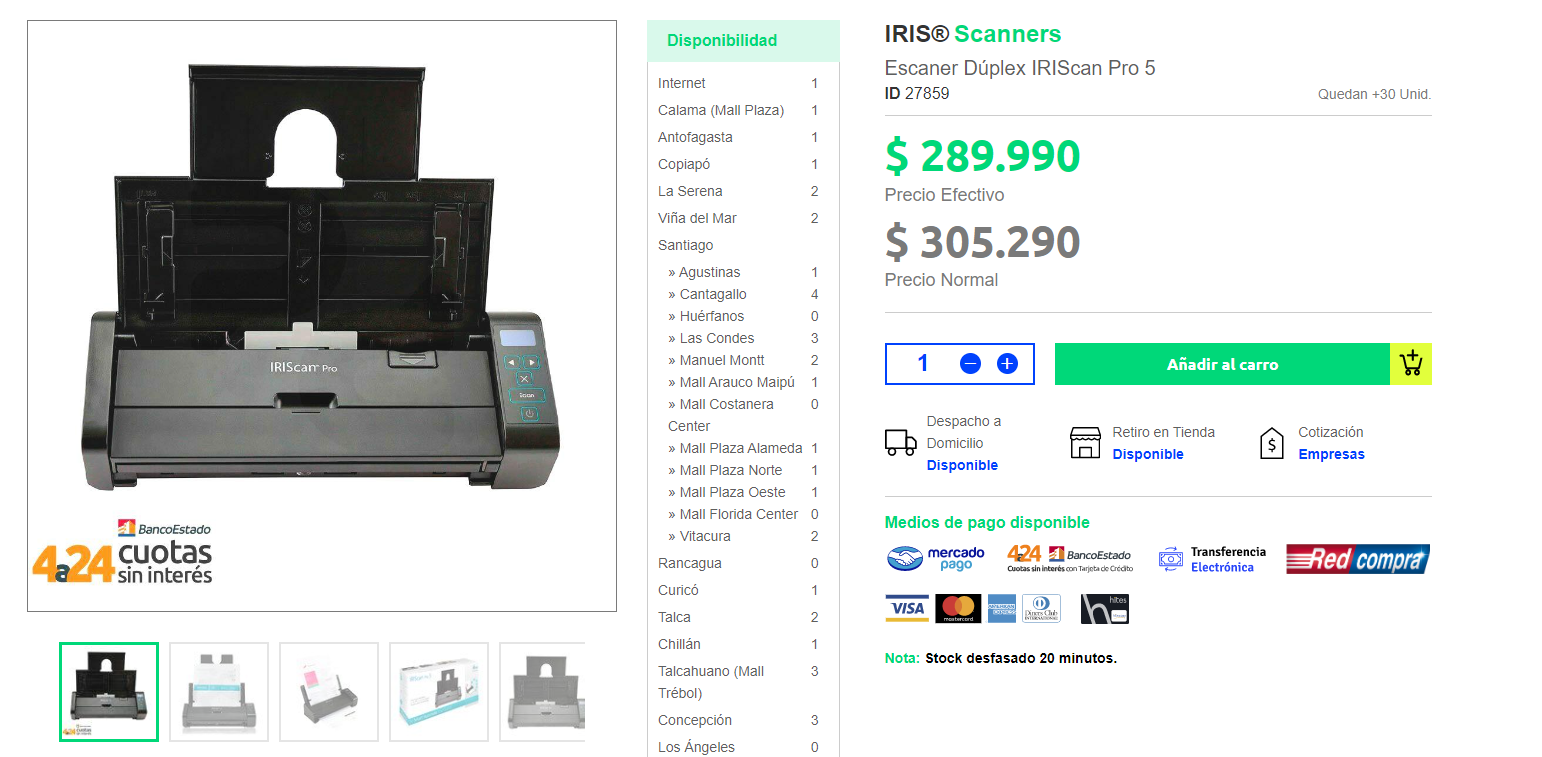 IRIScan Pro
Scan
BancoEstado
4a24 cuotas
sin interés
Disponibilidad
Internet 1
Calama (Mall Plaza) 1
Antofagasta 1
Copiapó 1
La Serena 2
Viña del Mar 2
Santiago
» Agustinas 1
» Cantagallo 4
» Huérfanos 0
» Las Condes 3
» Manuel Montt 2
» Mall Arauco Maipú 1
» Mall Costanera 0
Center
» Mall Plaza Alameda 1
» Mall Plaza Norte 1
» Mall Plaza Oeste 1
» Mall Florida Center 0
» Vitacura 2
Rancagua 0
Curicó 1
Talca 2
Chillán 1
Talcahuano (Mall 3
Trébol)
Concepción 3
Los Ángeles 0
IRIS® Scanners
Escaner Dúplex IRIScan Pro 5
ID 27859 Quedan +30 Unid.
$ 289.990
Precio Efectivo
$ 305.290
Precio Normal
1 − + Añadir al carro
Despacho a
Domicilio
Disponible
Retiro en Tienda
Disponible
Cotización
Empresas
Medios de pago disponible
mercado
pago
4a24 BancoEstado
Cuotas sin interés con Tarjeta de Crédito
Transferencia
Electrónica
Red compra
VISA
mastercard
AMERICAN
EXPRESS
Diners Club
INTERNATIONAL
hites
Nota: Stock desfasado 20 minutos.